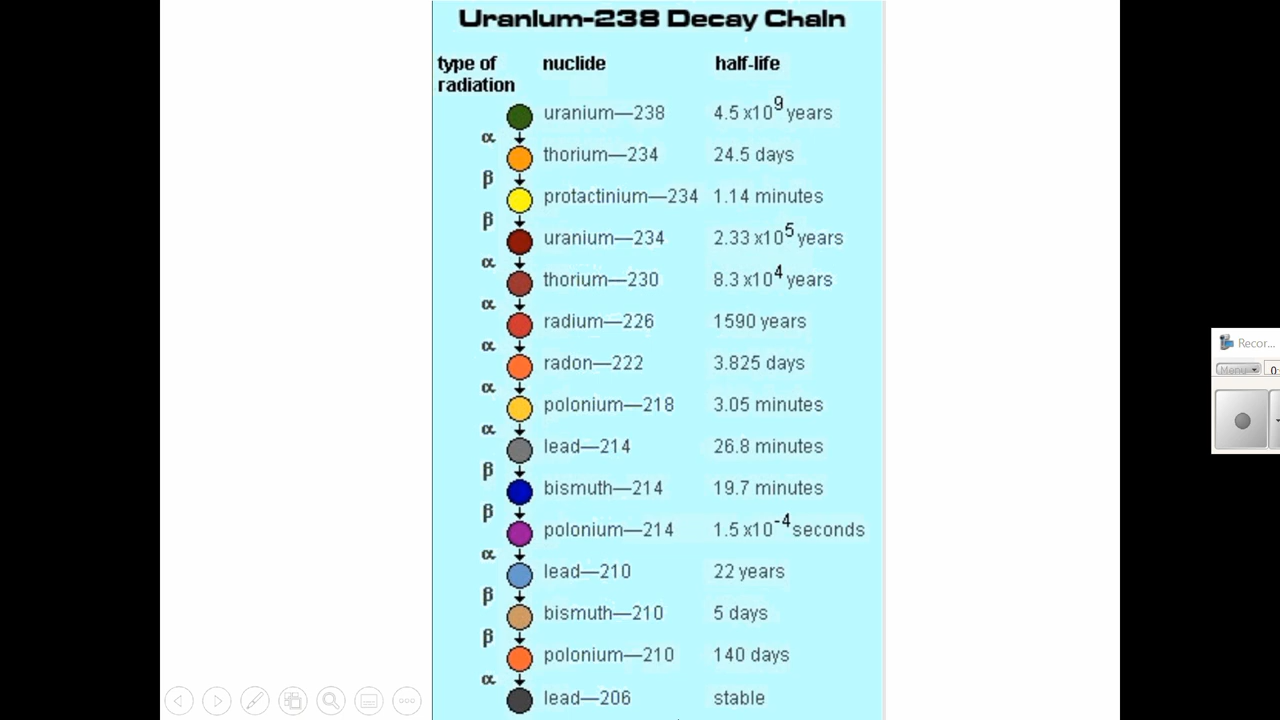 Uranium-238 Decay Chain
type of radiation nuclide half-life
uranium—238 4.5 x10⁹ years
α
thorium—234 24.5 days
β
protactinium—234 1.14 minutes
β
uranium—234 2.33 x10⁵ years
α
thorium—230 8.3 x10⁴ years
α
radium—226 1590 years
α
radon—222 3.825 days
α
polonium—218 3.05 minutes
α
lead—214 26.8 minutes
β
bismuth—214 19.7 minutes
β
polonium—214 1.5 x10⁻⁴ seconds
α
lead—210 22 years
β
bismuth—210 5 days
β
polonium—210 140 days
α
lead—206 stable
Recor...
Menu 0: